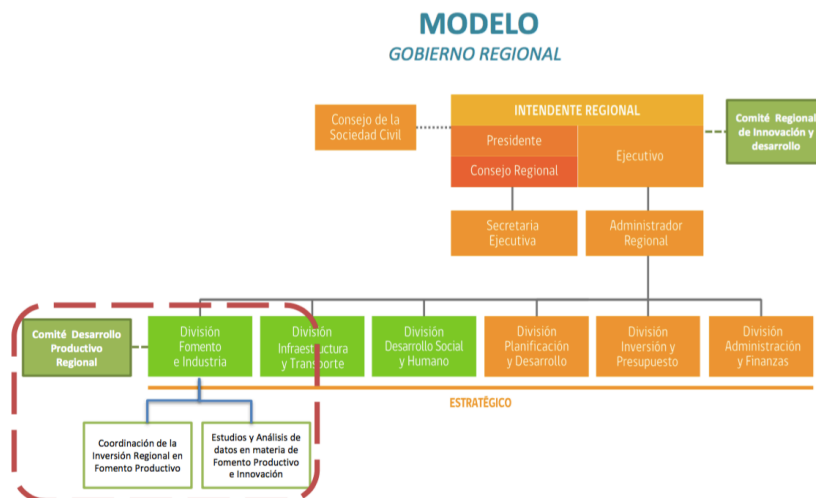 MODELO
GOBIERNO REGIONAL
Consejo de la
Sociedad Civil
INTENDENTE REGIONAL
Presidente
Consejo Regional
Ejecutivo
Comité Regional
de Innovación y
desarrollo
Secretaria
Ejecutiva
Administrador
Regional
Comité Desarrollo
Productivo
Regional
División
Fomento
e Industria
División
Infraestructura
y Transporte
División
Desarrollo Social
y Humano
División
Planificación
y Desarrollo
División
Inversión y
Presupuesto
División
Administración
y Finanzas
ESTRATÉGICO
Coordinación de la
Inversión Regional en
Fomento Productivo
Estudios y Análisis de
datos en materia de
Fomento Productivo
e Innovación